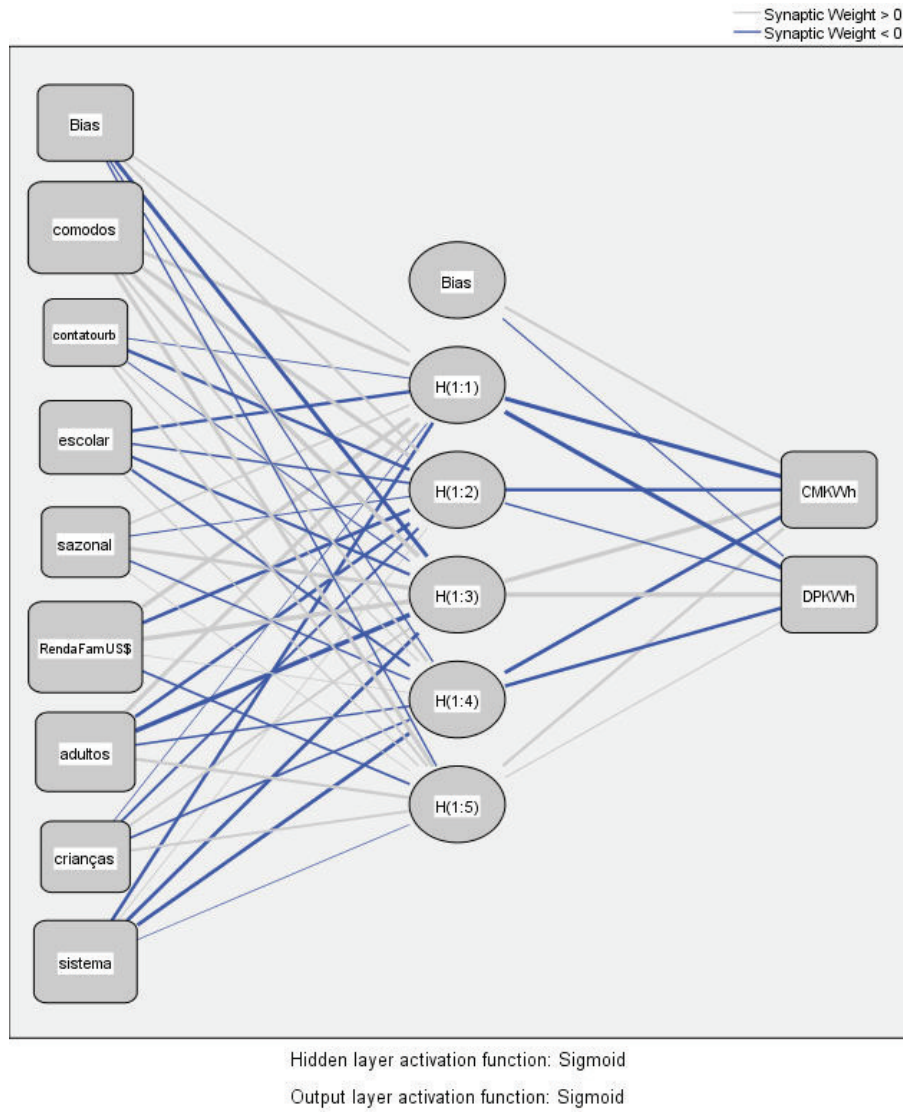 Synaptic Weight > 0
Synaptic Weight < 0
Bias
comodos
contatourb
escolar
sazonal
RendaFamUS$
adultos
crianças
sistema
Bias
H(1:1)
H(1:2)
H(1:3)
H(1:4)
H(1:5)
CMKWh
DPKWh
Hidden layer activation function: Sigmoid
Output layer activation function: Sigmoid